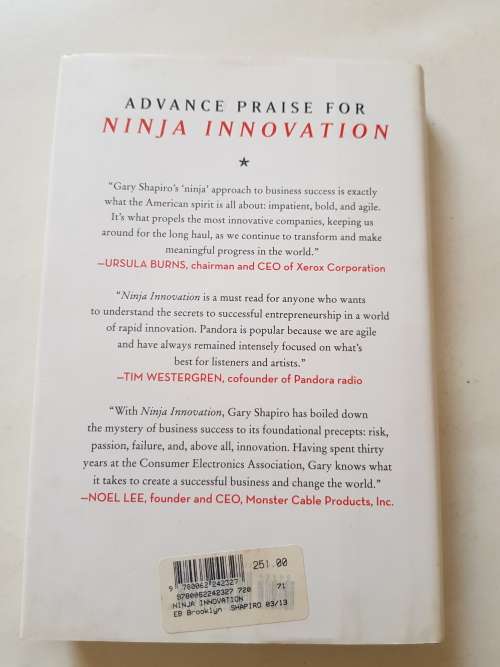 ADVANCE PRAISE FOR
NINJA INNOVATION
★
“Gary Shapiro’s ‘ninja’ approach to business success is exactly
what the American spirit is all about: impatient, bold, and agile.
It’s what propels the most innovative companies, keeping us
around for the long haul, as we continue to transform and make
meaningful progress in the world.”
—URSULA BURNS, chairman and CEO of Xerox Corporation
“Ninja Innovation is a must read for anyone who wants
to understand the secrets to successful entrepreneurship in a world
of rapid innovation. Pandora is popular because we are agile
and have always remained intensely focused on what’s
best for listeners and artists.”
—TIM WESTERGREN, cofounder of Pandora radio
“With Ninja Innovation, Gary Shapiro has boiled down
the mystery of business success to its foundational precepts: risk,
passion, failure, and, above all, innovation. Having spent thirty
years at the Consumer Electronics Association, Gary knows what
it takes to create a successful business and change the world.”
—NOEL LEE, founder and CEO, Monster Cable Products, Inc.
251.00
9 780062 242327
9780062242327 720 71
NINJA INNOVATION
EB Brooklyn SHAPIRO 03/13